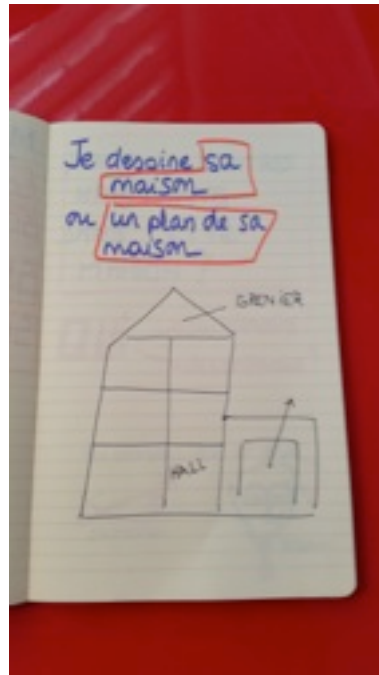 Je dessine sa
maison
ou un plan de sa
maison
GRENIER
HALL